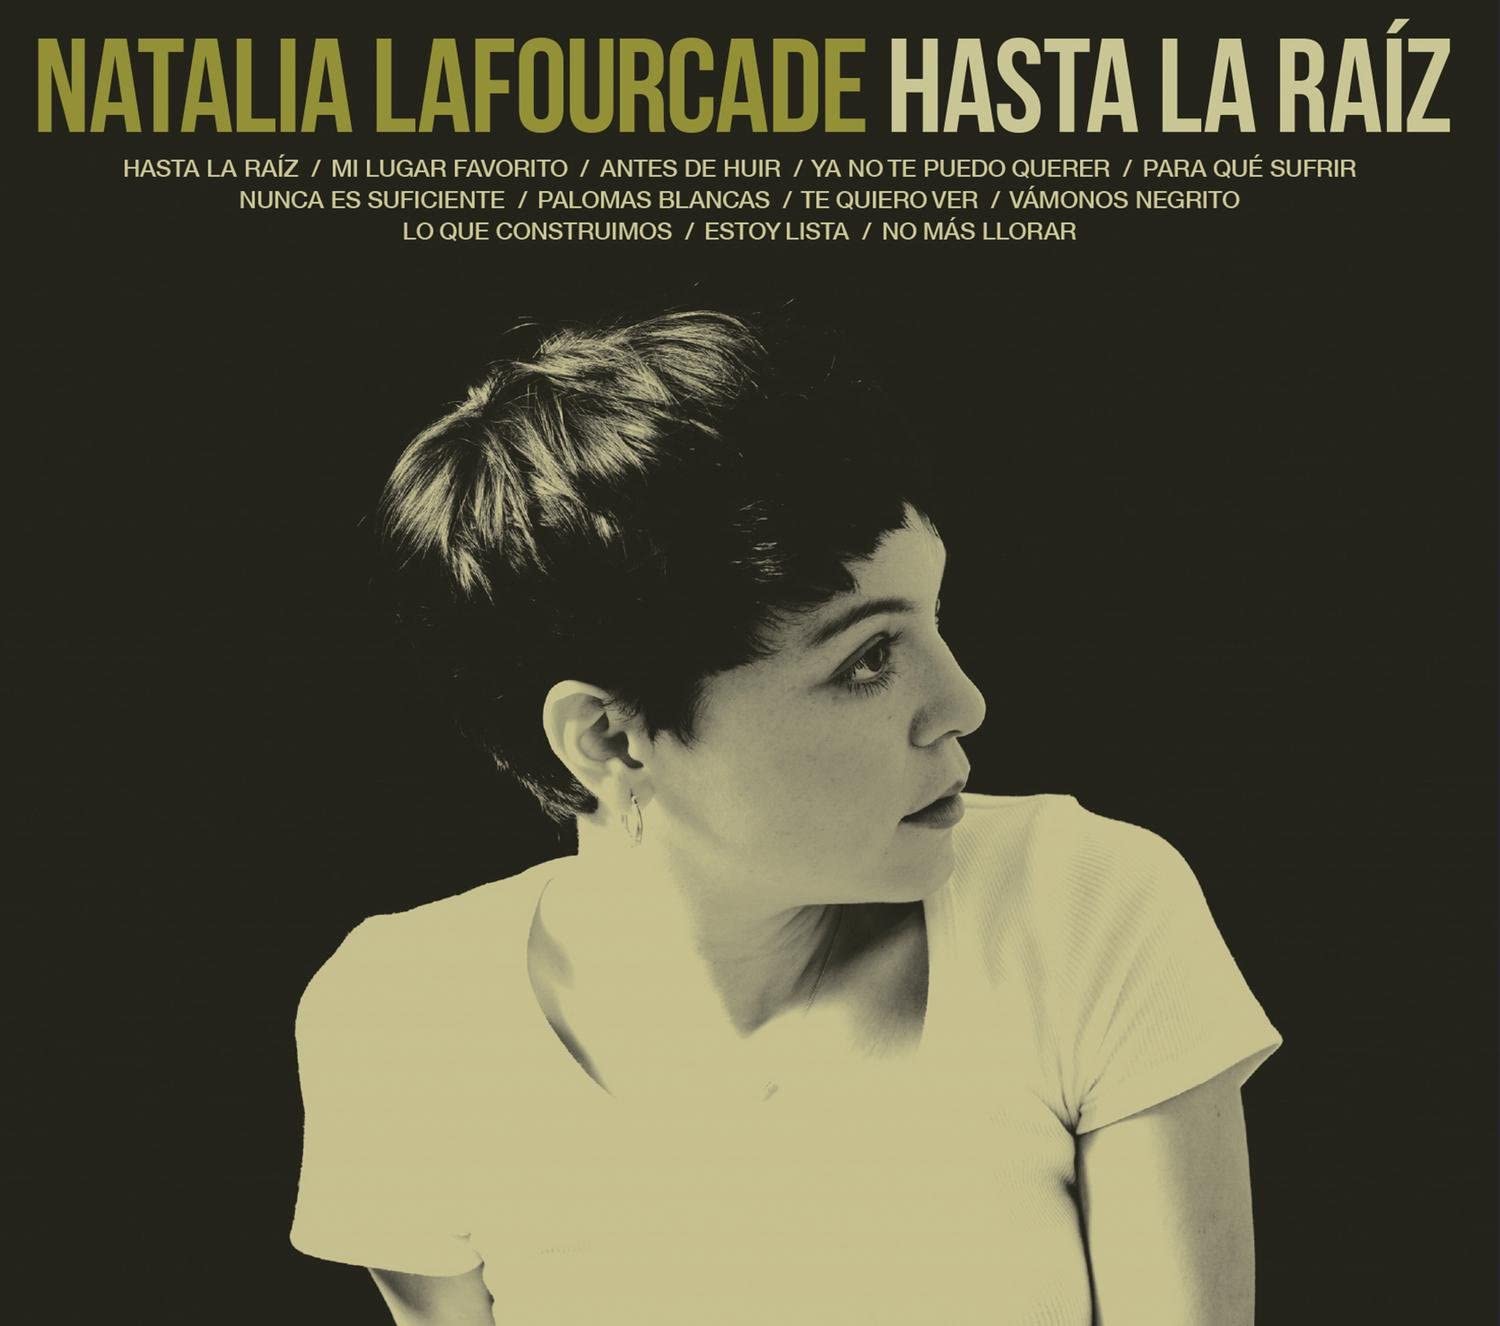 NATALIA LAFOURCADE HASTA LA RAÍZ
HASTA LA RAÍZ / MI LUGAR FAVORITO / ANTES DE HUIR / YA NO TE PUEDO QUERER / PARA QUÉ SUFRIR
NUNCA ES SUFICIENTE / PALOMAS BLANCAS / TE QUIERO VER / VÁMONOS NEGRITO
LO QUE CONSTRUIMOS / ESTOY LISTA / NO MÁS LLORAR